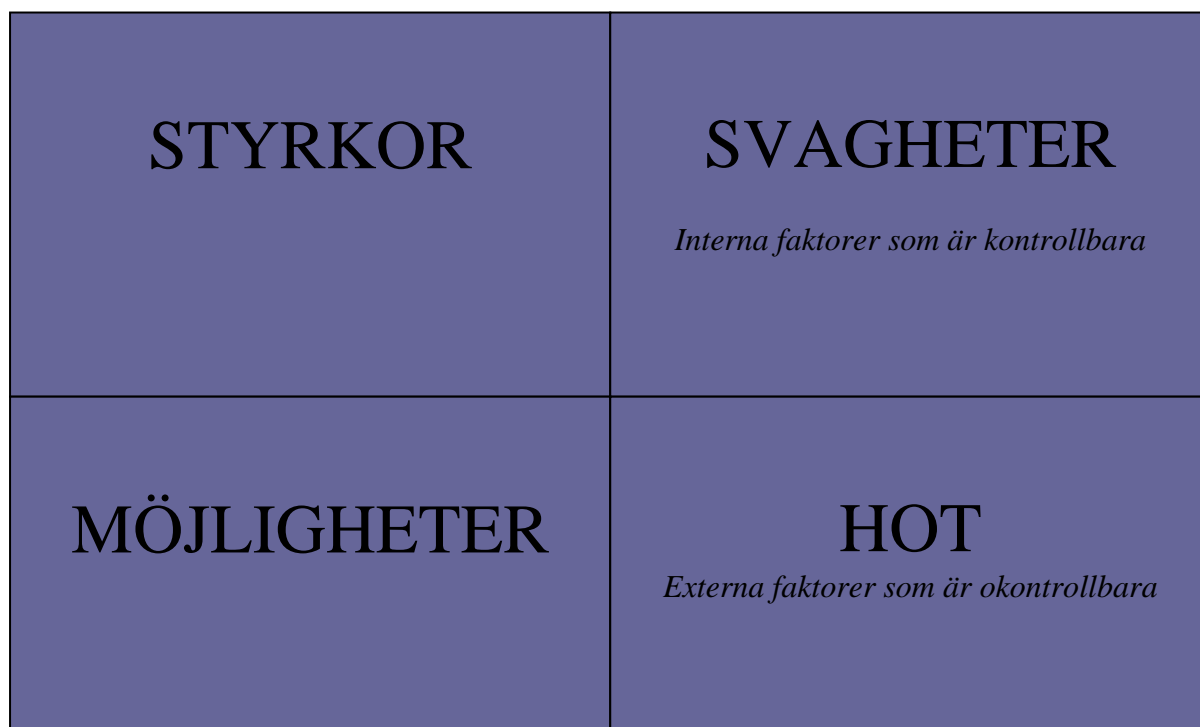 STYRKOR
SVAGHETER
Interna faktorer som är kontrollbara
MÖJLIGHETER
HOT
Externa faktorer som är okontrollbara